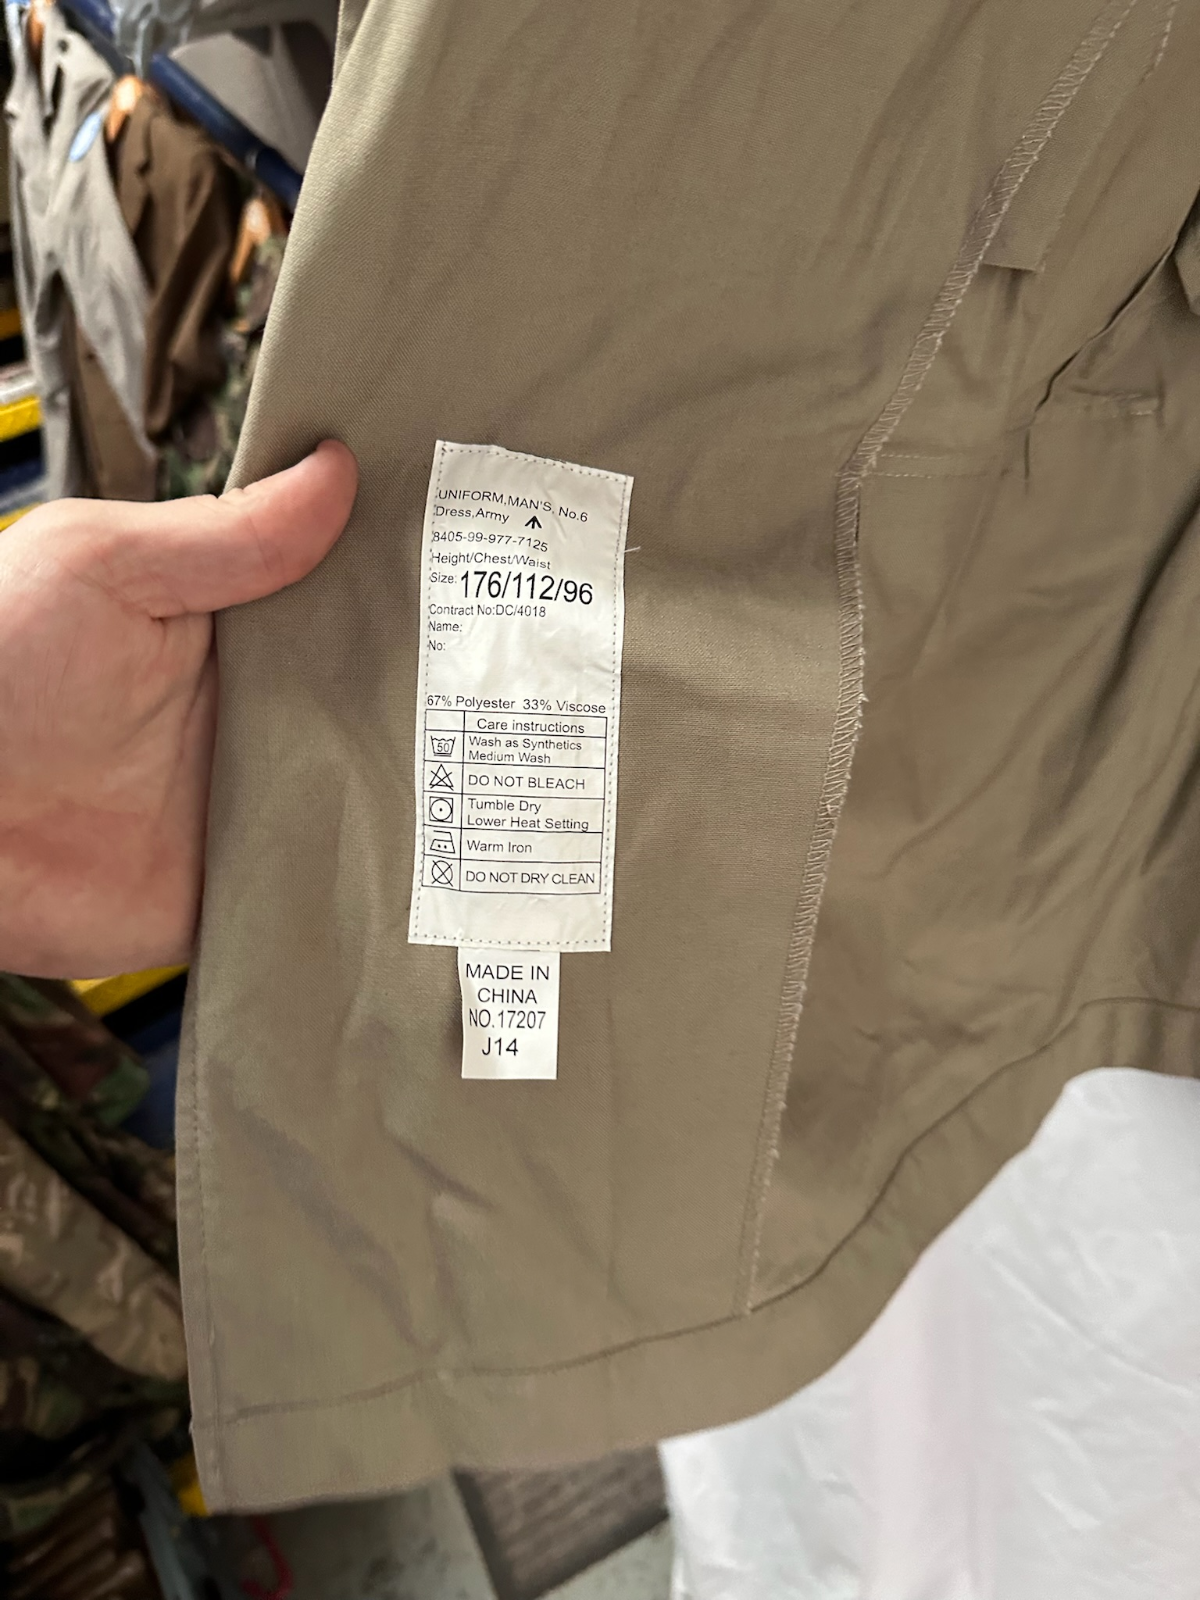 UNIFORM,MAN'S, No.6
Dress,Army
8405-99-977-7125
Height/Chest/Waist
Size: 176/112/96
Contract No:DC/4018
Name:
No:
67% Polyester 33% Viscose
Care instructions
50 Wash as Synthetics
Medium Wash
DO NOT BLEACH
Tumble Dry
Lower Heat Setting
Warm Iron
DO NOT DRY CLEAN
MADE IN
CHINA
NO.17207
J14